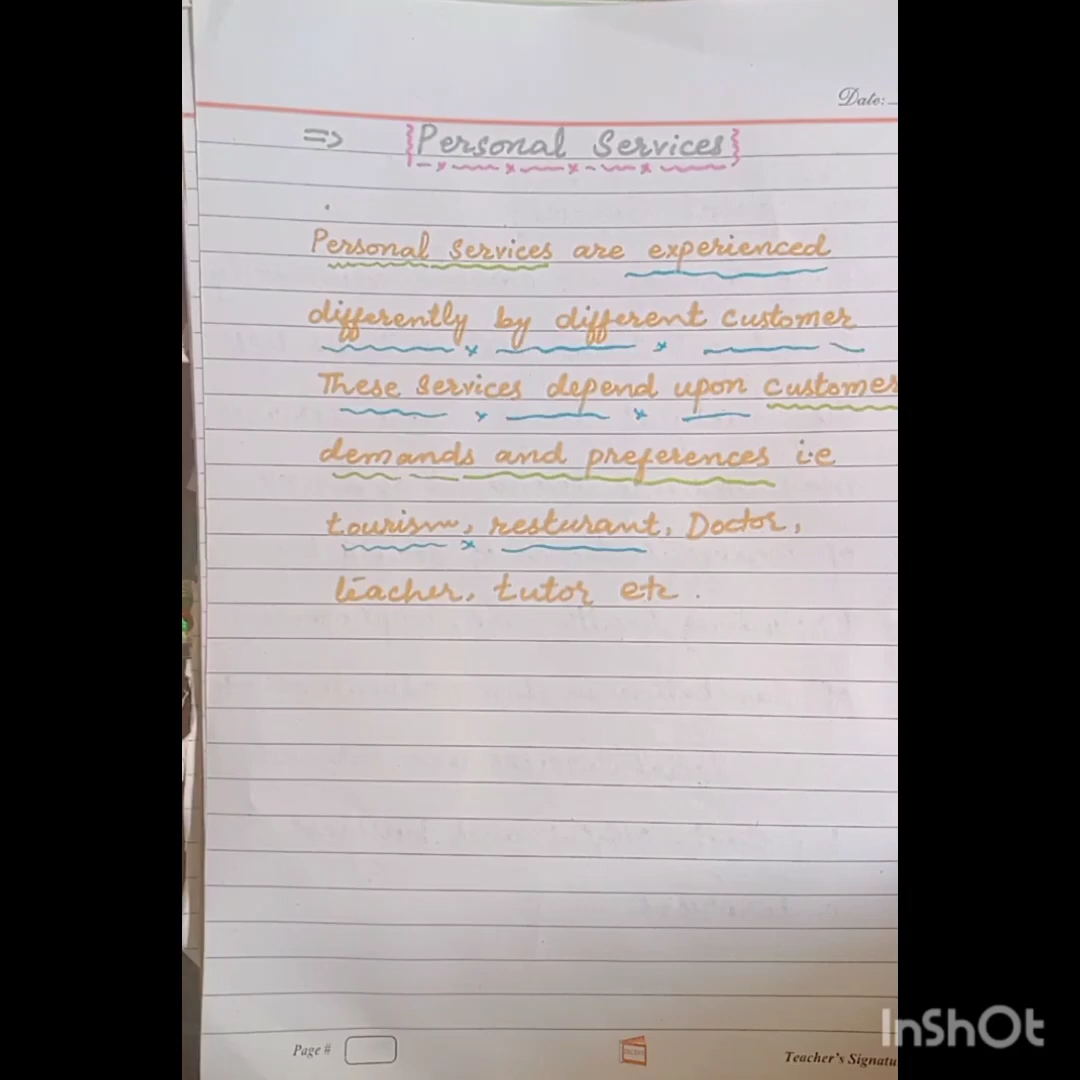 Date:
=> {Personal Services}
Personal Services are experienced
differently by different customer
These Services depend upon customer
demands and preferences i.e
tourism, resturant, Doctor,
teacher, tutor etc.
Page #
Teacher's Signatu
InShOt